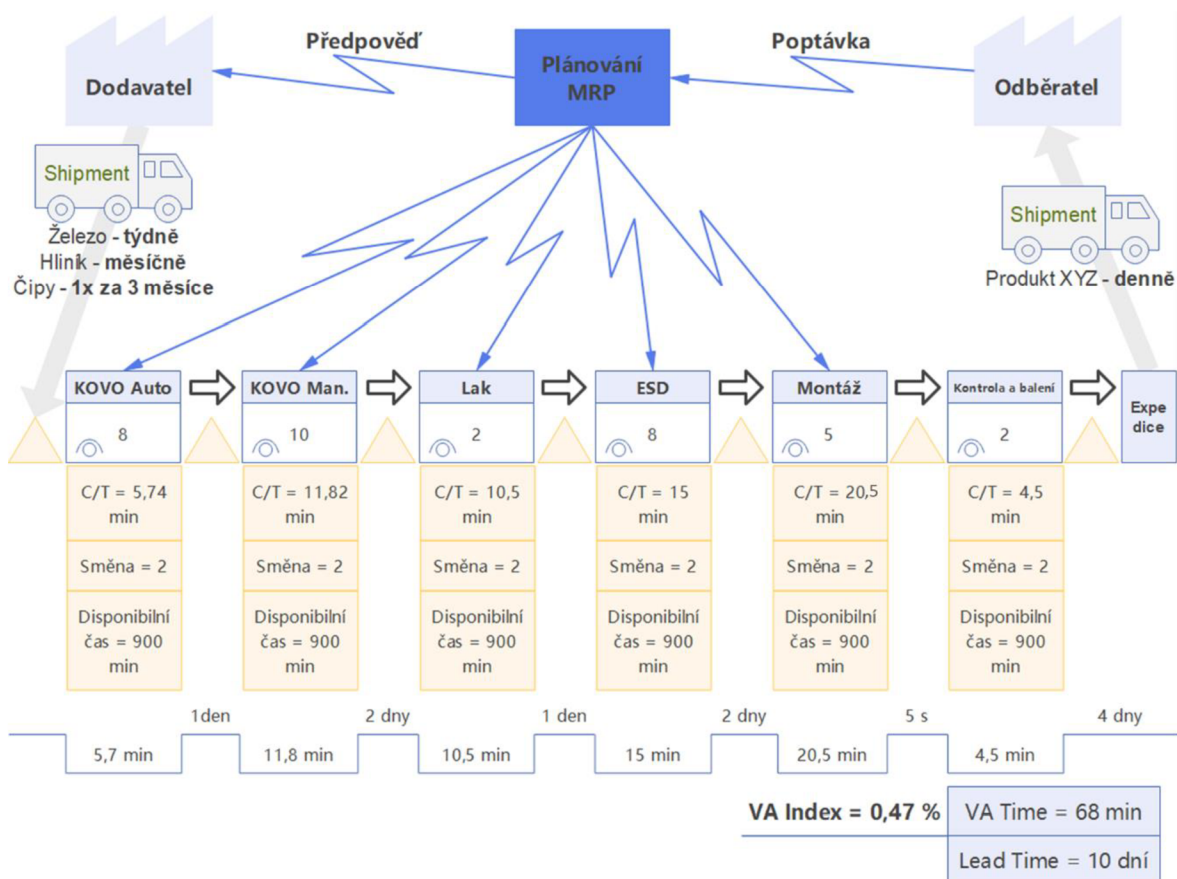 Předpověď
Poptávka
Dodavatel
Plánování
MRP
Odběratel
Shipment
Železo - týdně
Hliník - měsíčně
Čipy - 1x za 3 měsíce
Shipment
Produkt XYZ - denně
KOVO Auto
KOVO Man.
Lak
ESD
Montáž
Kontrola a balení
Expe
dice
8
10
2
8
5
2
C/T = 5,74
min
C/T = 11,82
min
C/T = 10,5
min
C/T = 15
min
C/T = 20,5
min
C/T = 4,5
min
Směna = 2
Směna = 2
Směna = 2
Směna = 2
Směna = 2
Směna = 2
Disponibilní
čas = 900
min
Disponibilní
čas = 900
min
Disponibilní
čas = 900
min
Disponibilní
čas = 900
min
Disponibilní
čas = 900
min
Disponibilní
čas = 900
min
1den
2 dny
1 den
2 dny
5 s
4 dny
5,7 min
11,8 min
10,5 min
15 min
20,5 min
4,5 min
VA Index = 0,47 %
VA Time = 68 min
Lead Time = 10 dní